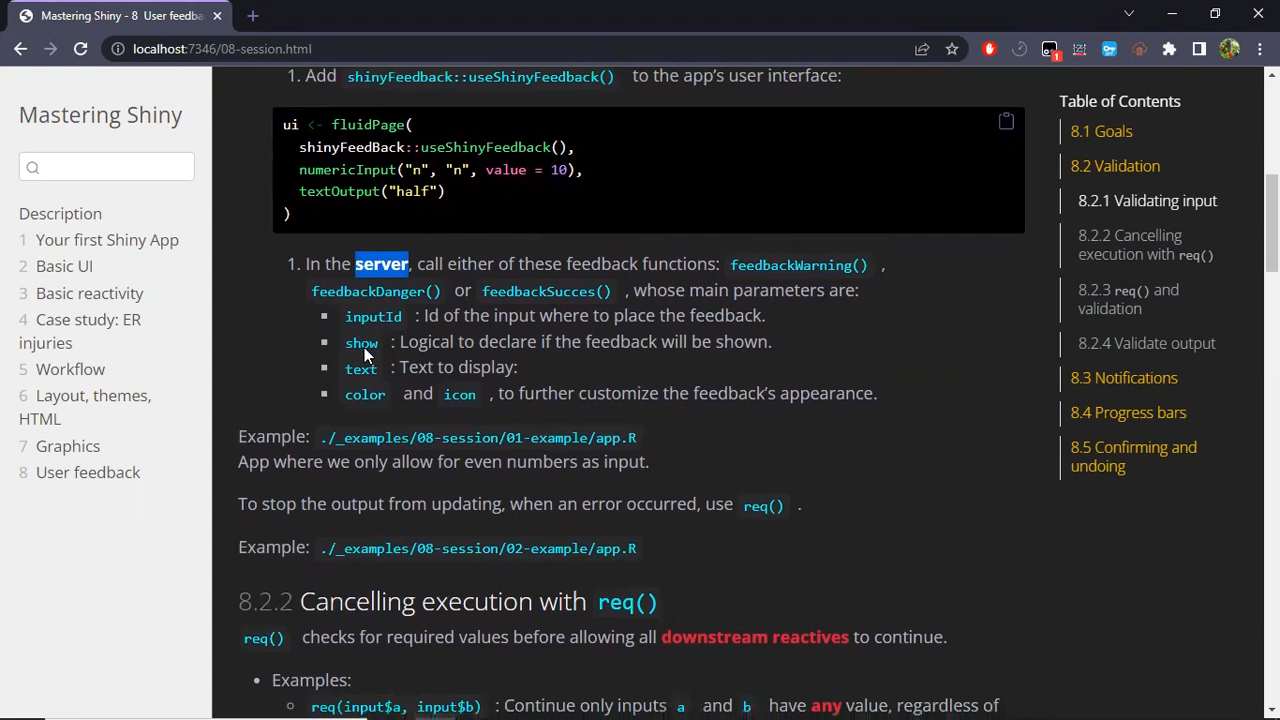 Mastering Shiny - 8 User feedba
localhost:7346/08-session.html
1
Mastering Shiny
Description
1 Your first Shiny App
2 Basic UI
3 Basic reactivity
4 Case study: ER
injuries
5 Workflow
6 Layout, themes,
HTML
7 Graphics
8 User feedback
1. Add shinyFeedback::useShinyFeedback() to the app's user interface:
ui <- fluidPage(
shinyFeedBack::useShinyFeedback(),
numericInput("n", "n", value = 10),
textOutput("half")
)
1. In the server, call either of these feedback functions: feedbackWarning() ,
feedbackDanger() or feedbackSucces() , whose main parameters are:
inputId : Id of the input where to place the feedback.
show : Logical to declare if the feedback will be shown.
text : Text to display:
color and icon , to further customize the feedback's appearance.
Example: ./_examples/08-session/01-example/app.R
App where we only allow for even numbers as input.
To stop the output from updating, when an error occurred, use req() .
Example: ./_examples/08-session/02-example/app.R
8.2.2 Cancelling execution with req()
req() checks for required values before allowing all downstream reactives to continue.
Examples:
req(input$a, input$b) : Continue only inputs a and b have any value, regardless of
Table of Contents
8.1 Goals
8.2 Validation
8.2.1 Validating input
8.2.2 Cancelling
execution with req()
8.2.3 req() and
validation
8.2.4 Validate output
8.3 Notifications
8.4 Progress bars
8.5 Confirming and
undoing